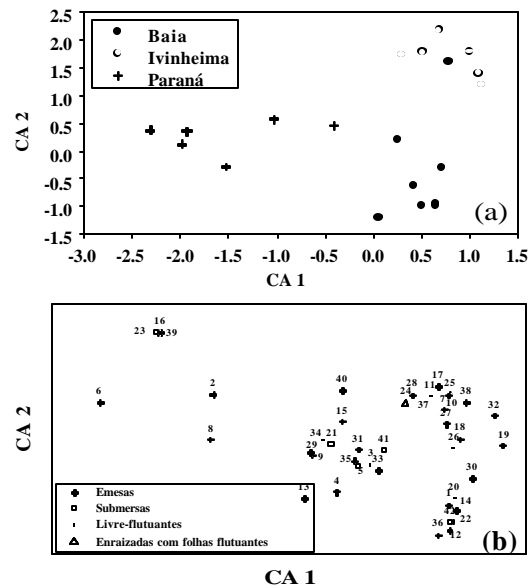 2.5
2.0
1.5
1.0
0.5
0.0
-0.5
-1.0
1.5
CA 2
Baia
Ivinheima
Paraná
(a)
-3.0 -2.5 -2.0 -1.5 -1.0 -0.5 0.0 0.5 1.0 1.5
CA 1
16
23 39
6 2 40 28 11 17 25 38
24 37 7 10 32
15 27
8 34 21 18 19
29 9 31 41 26
35 5 3 33 30
13 4 20
1 14
42 22
36 12
CA 2
Emesas
Submersas
Livre-flutuantes
Enraizadas com folhas flutuantes
(b)
CA 1